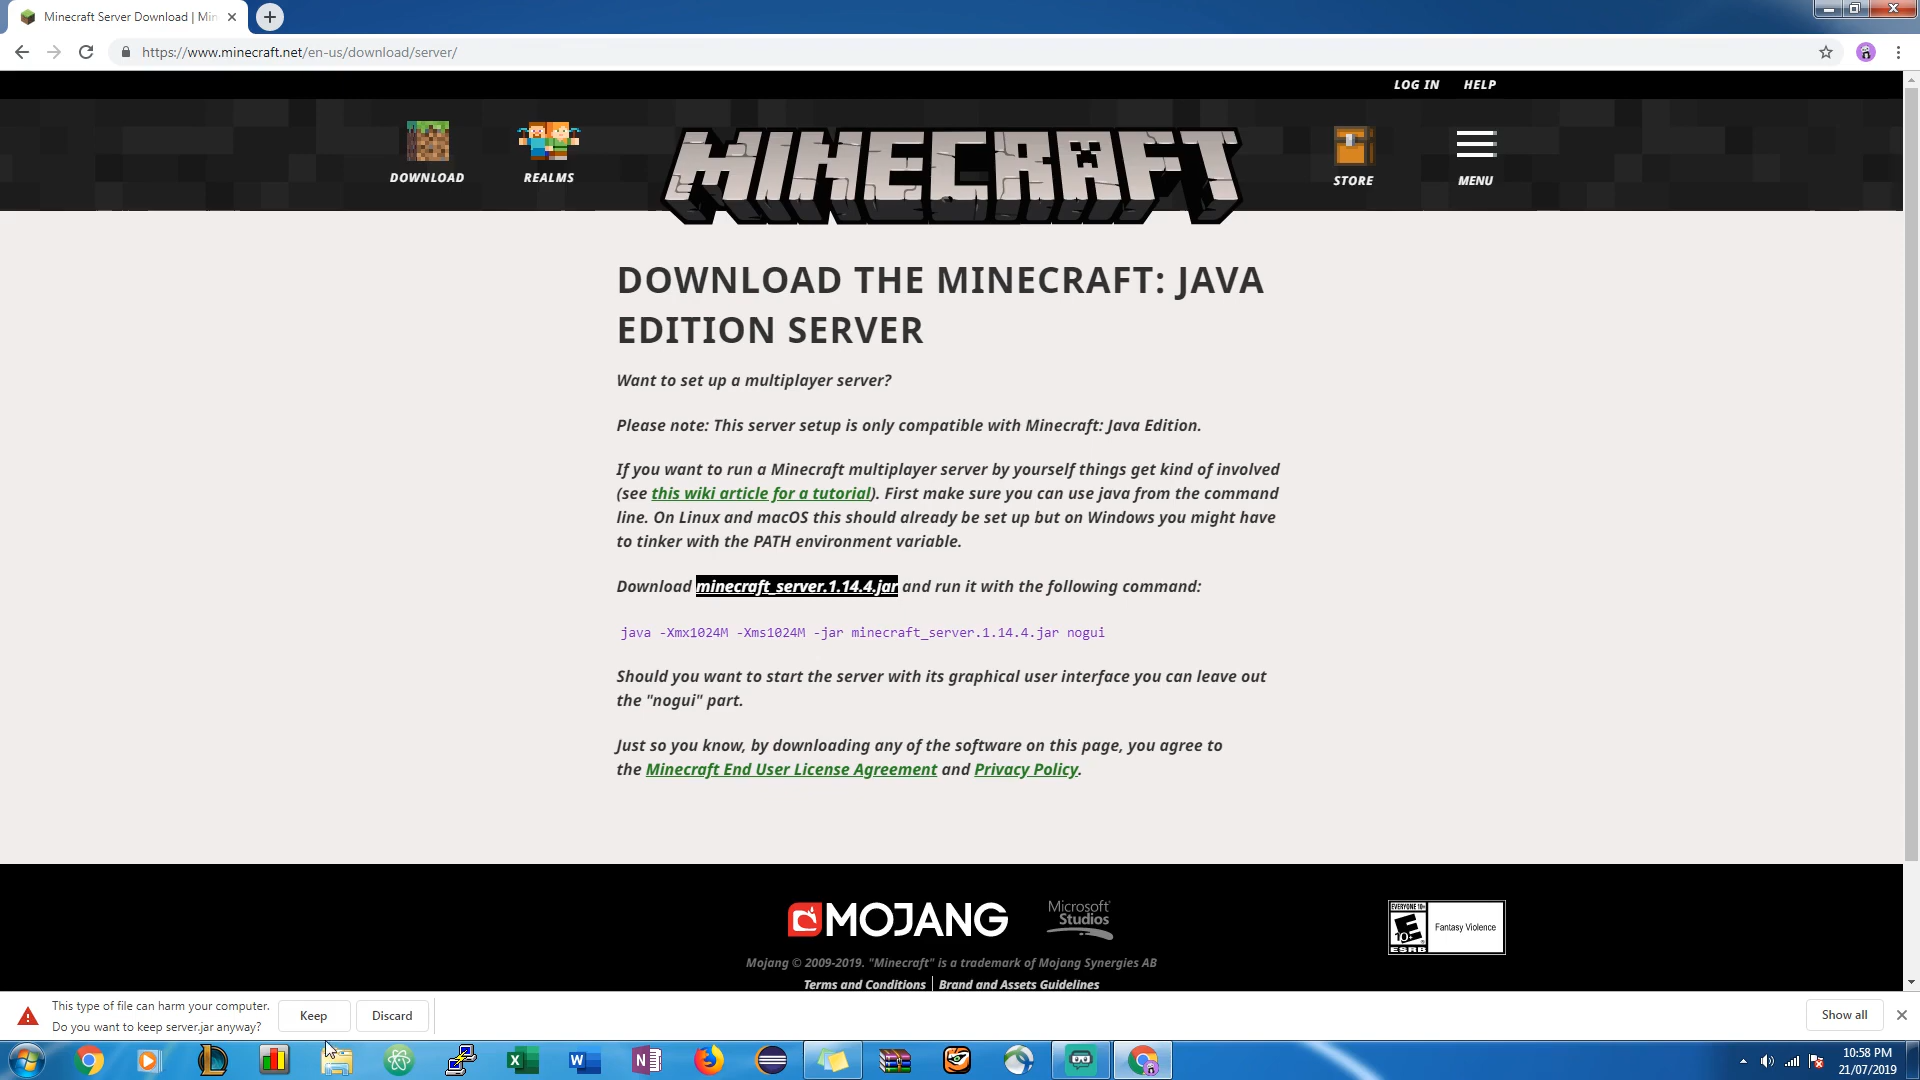 Minecraft Server Download | Min
https://www.minecraft.net/en-us/download/server/
LOG IN HELP
DOWNLOAD
REALMS
MINECRAFT
STORE
MENU
DOWNLOAD THE MINECRAFT: JAVA
EDITION SERVER
Want to set up a multiplayer server?
Please note: This server setup is only compatible with Minecraft: Java Edition.
If you want to run a Minecraft multiplayer server by yourself things get kind of involved
(see this wiki article for a tutorial). First make sure you can use java from the command
line. On Linux and macOS this should already be set up but on Windows you might have
to tinker with the PATH environment variable.
Download minecraft_server.1.14.4.jar and run it with the following command:
java -Xmx1024M -Xms1024M -jar minecraft_server.1.14.4.jar nogui
Should you want to start the server with its graphical user interface you can leave out
the "nogui" part.
Just so you know, by downloading any of the software on this page, you agree to
the Minecraft End User License Agreement and Privacy Policy.
MOJANG
Microsoft
Studios
EVERYONE 10+
E
10+
ESRB
Fantasy Violence
Mojang © 2009-2019. "Minecraft" is a trademark of Mojang Synergies AB
Terms and Conditions | Brand and Assets Guidelines
This type of file can harm your computer.
Do you want to keep server.jar anyway?
Keep
Discard
Show all
10:58 PM
21/07/2019